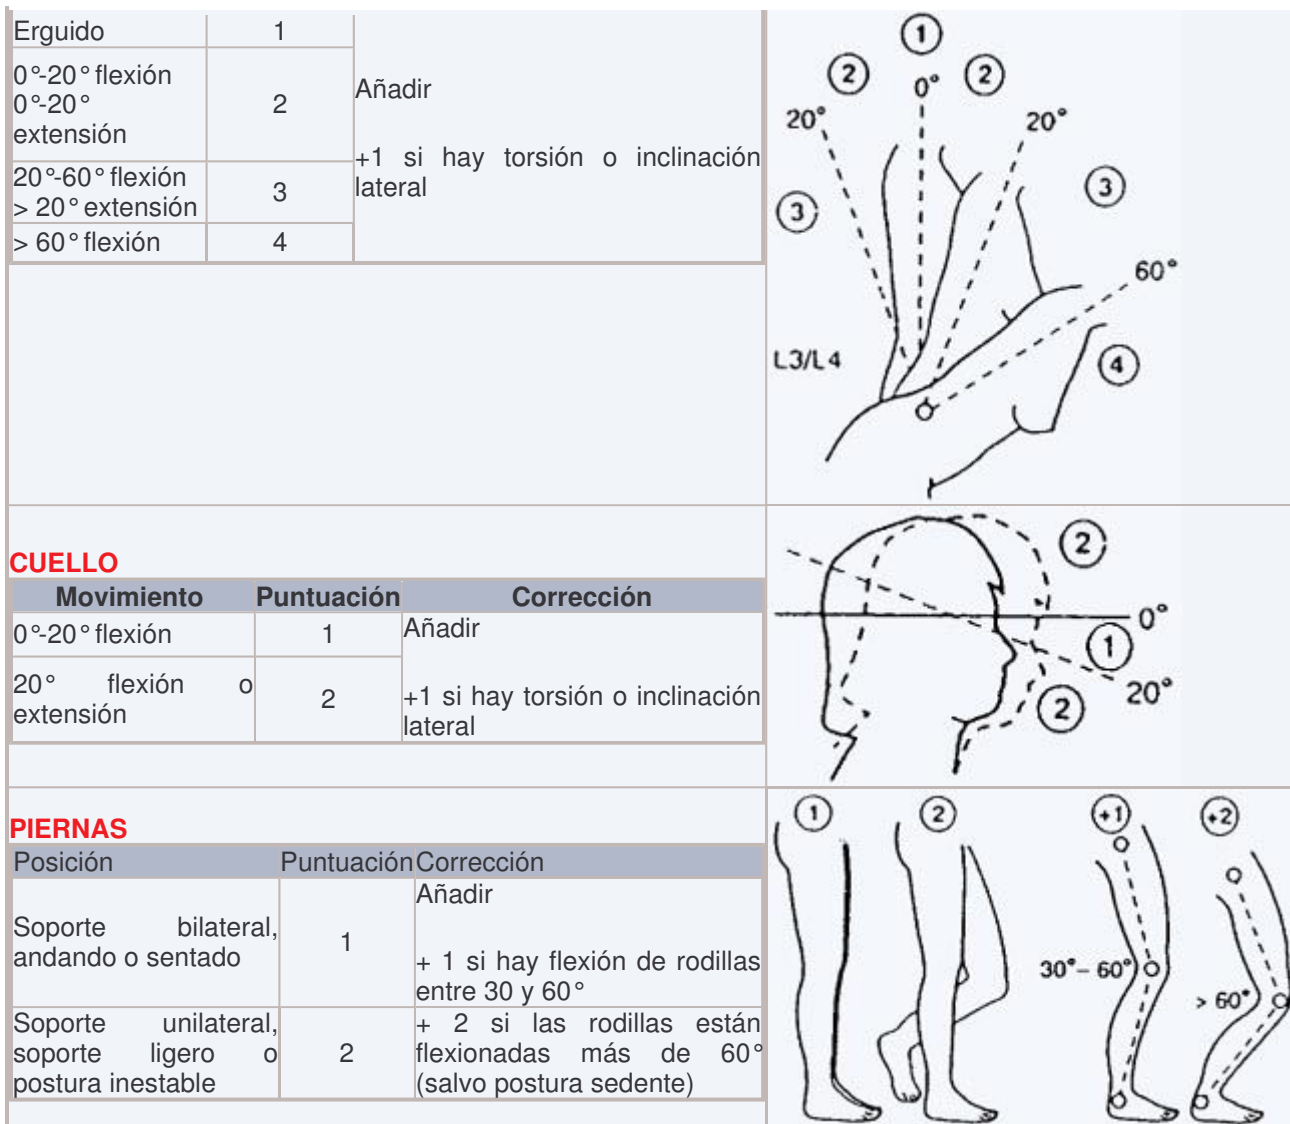 Erguido 1
0°-20° flexión
0°-20°
extensión
2
Añadir
+1 si hay torsión o inclinación
lateral
20°-60° flexión
> 20° extensión
3
> 60° flexión 4
1
2 0° 2
20° 20°
3 3
60°
L3/L4
4
CUELLO
Movimiento Puntuación Corrección
0°-20° flexión 1
Añadir
20° flexión o
extensión
2
+1 si hay torsión o inclinación
lateral
2
0°
1
20°
2
PIERNAS
Posición Puntuación Corrección
Soporte bilateral,
andando o sentado
1
Añadir
+ 1 si hay flexión de rodillas
entre 30 y 60°
Soporte unilateral,
soporte ligero o
postura inestable
2
+ 2 si las rodillas están
flexionadas más de 60°
(salvo postura sedente)
1 2 +1 +2
30°– 60°
> 60°